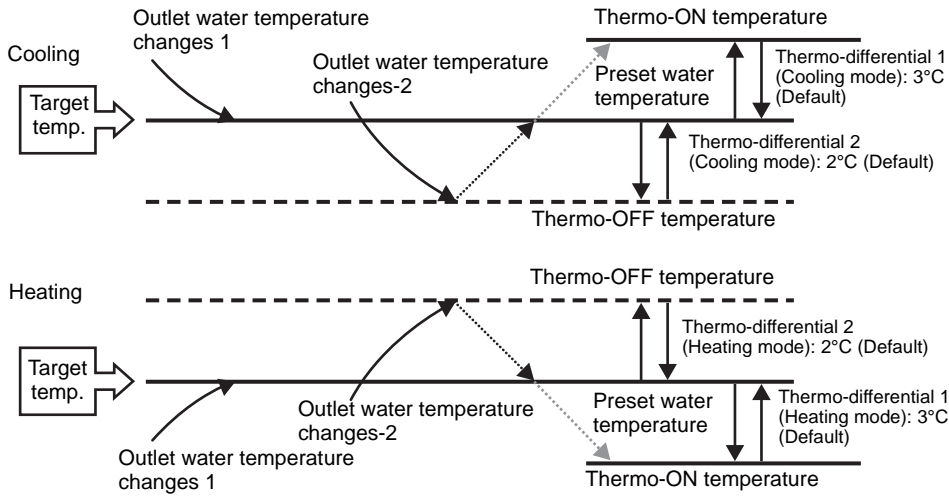 Cooling
Outlet water temperature
changes 1
Target
temp.
Outlet water temperature
changes-2
Thermo-ON temperature
Preset water
temperature
Thermo-differential 1
(Cooling mode): 3°C
(Default)
Thermo-differential 2
(Cooling mode): 2°C (Default)
Thermo-OFF temperature
Heating
Thermo-OFF temperature
Thermo-differential 2
(Heating mode): 2°C (Default)
Target
temp.
Outlet water temperature
changes-2
Outlet water temperature
changes 1
Preset water
temperature
Thermo-differential 1
(Heating mode): 3°C
(Default)
Thermo-ON temperature